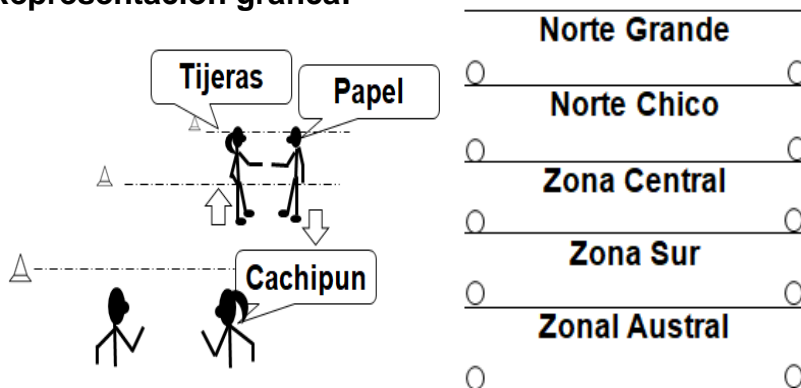 Representación gráfica:
Tijeras
Papel
Cachipun
Norte Grande
Norte Chico
Zona Central
Zona Sur
Zonal Austral